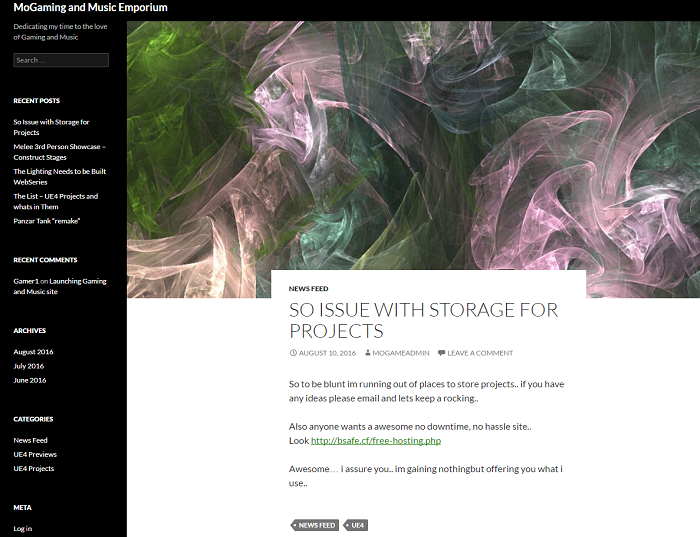 MoGaming and Music Emporium
Dedicating my time to the love
of Gaming and Music
Search …
RECENT POSTS
So Issue with Storage for
Projects
Melee 3rd Person Showcase –
Construct Stages
The Lighting Needs to be Built
WebSeries
The List – UE4 Projects and
whats in Them
Panzar Tank “remake”
RECENT COMMENTS
Gamer1 on Launching Gaming
and Music site
ARCHIVES
August 2016
July 2016
June 2016
CATEGORIES
News Feed
UE4 Previews
UE4 Projects
META
Log in
NEWS FEED
SO ISSUE WITH STORAGE FOR
PROJECTS
AUGUST 10, 2016 MOGAMEADMIN LEAVE A COMMENT
So to be blunt im running out of places to store projects.. if you have
any ideas please email and lets keep a rocking..
Also anyone wants a awesome no downtime, no hassle site..
Look http://bsafe.cf/free-hosting.php
Awesome… i assure you.. im gaining nothingbut offering you what i
use..
NEWS FEED UE4